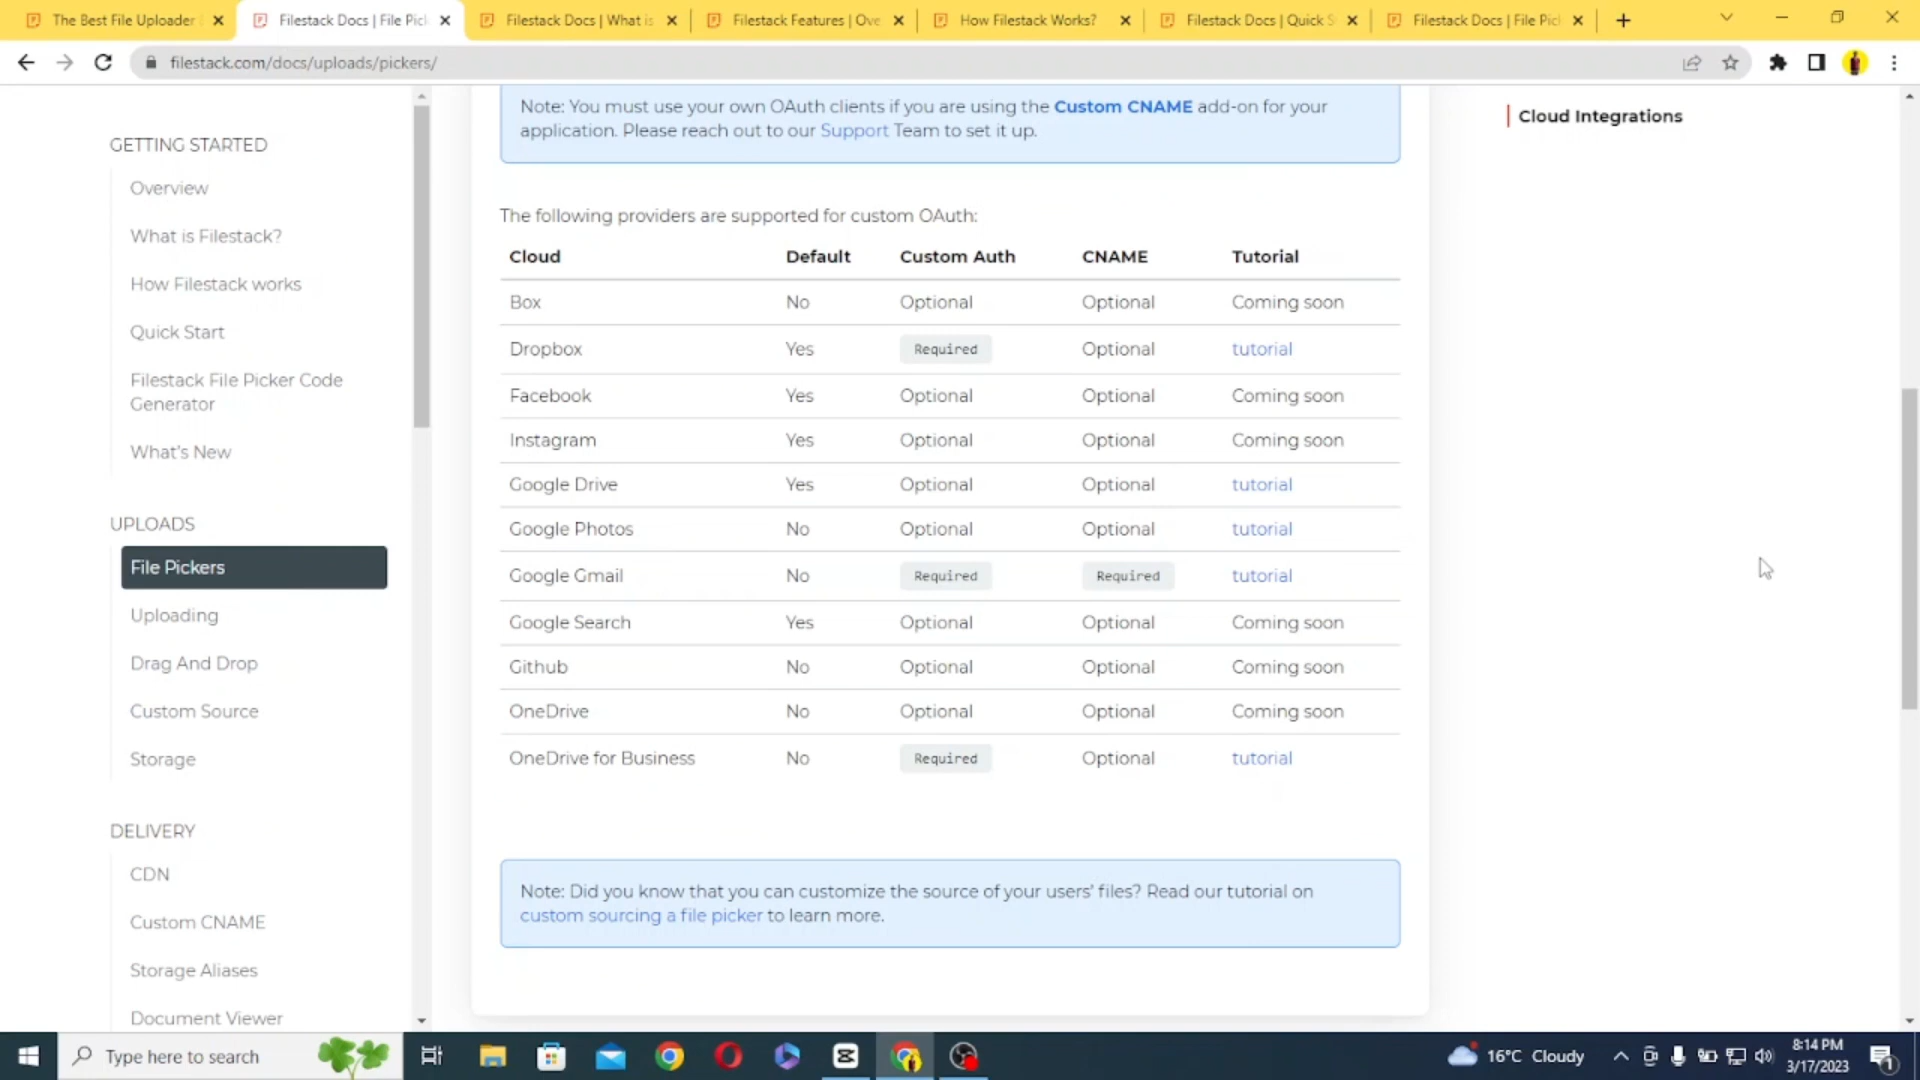 The Best File Uploader
Filestack Docs | File Pick
Filestack Docs | What is
Filestack Features | Ove
How Filestack Works?
Filestack Docs | Quick S
Filestack Docs | File Pick
filestack.com/docs/uploads/pickers/
GETTING STARTED
Overview
What is Filestack?
How Filestack works
Quick Start
Filestack File Picker Code
Generator
What's New
UPLOADS
File Pickers
Uploading
Drag And Drop
Custom Source
Storage
DELIVERY
CDN
Custom CNAME
Storage Aliases
Document Viewer
Note: You must use your own OAuth clients if you are using the Custom CNAME add-on for your
application. Please reach out to our Support Team to set it up.
The following providers are supported for custom OAuth:
Cloud Default Custom Auth CNAME Tutorial
Box No Optional Optional Coming soon
Dropbox Yes Required Optional tutorial
Facebook Yes Optional Optional Coming soon
Instagram Yes Optional Optional Coming soon
Google Drive Yes Optional Optional tutorial
Google Photos No Optional Optional tutorial
Google Gmail No Required Required tutorial
Google Search Yes Optional Optional Coming soon
Github No Optional Optional Coming soon
OneDrive No Optional Optional Coming soon
OneDrive for Business No Required Optional tutorial
Note: Did you know that you can customize the source of your users' files? Read our tutorial on
custom sourcing a file picker to learn more.
Cloud Integrations
Type here to search
16°C Cloudy
8:14 PM
3/17/2023
1